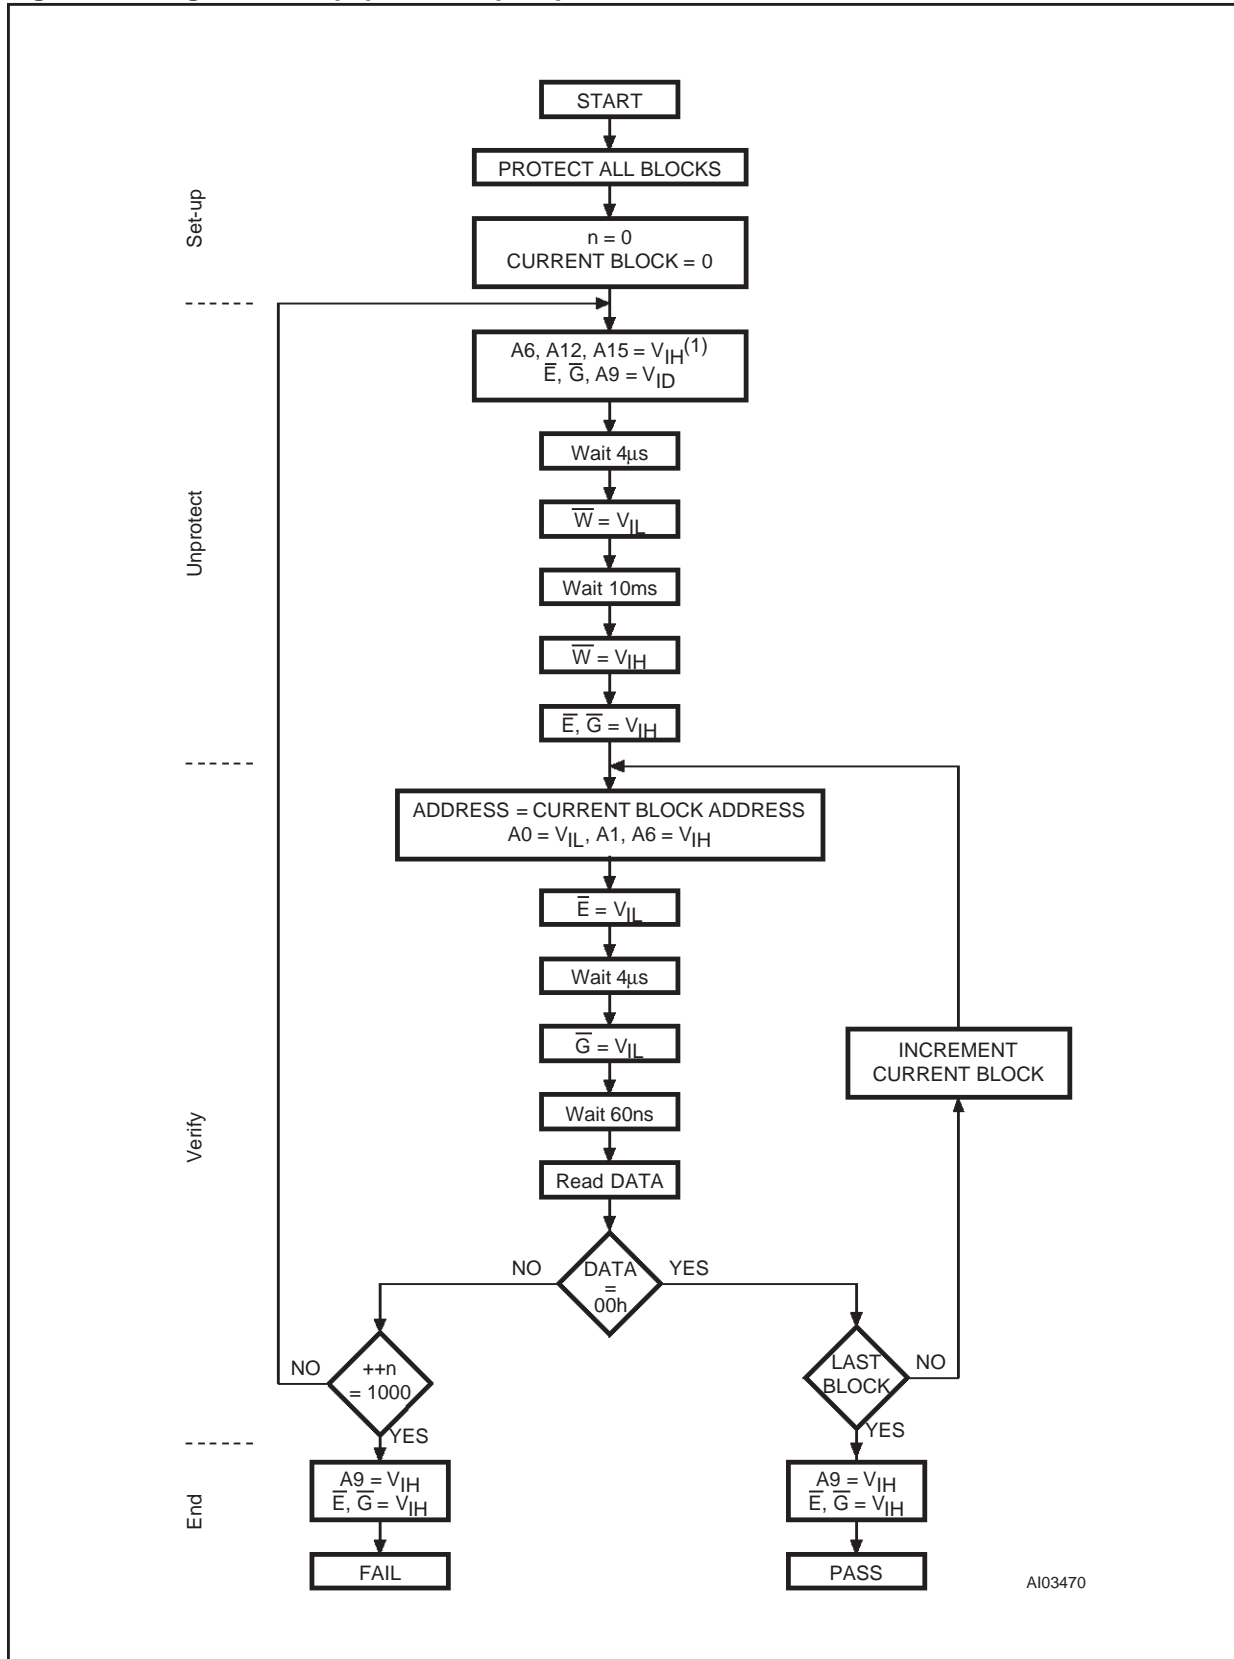 START
PROTECT ALL BLOCKS
n = 0
CURRENT BLOCK = 0
Set-up
A6, A12, A15 = VIH(1)
E̅, G̅, A9 = VID
Wait 4µs
W̅ = VIL
Unprotect
Wait 10ms
W̅ = VIH
E̅, G̅ = VIH
ADDRESS = CURRENT BLOCK ADDRESS
A0 = VIL, A1, A6 = VIH
E̅ = VIL
Wait 4µs
G̅ = VIL
INCREMENT
CURRENT BLOCK
Wait 60ns
Verify
Read DATA
NO
DATA
=
00h
YES
NO
++n
= 1000
YES
LAST
BLOCK
NO
YES
End
A9 = VIH
E̅, G̅ = VIH
A9 = VIH
E̅, G̅ = VIH
FAIL
PASS
AI03470